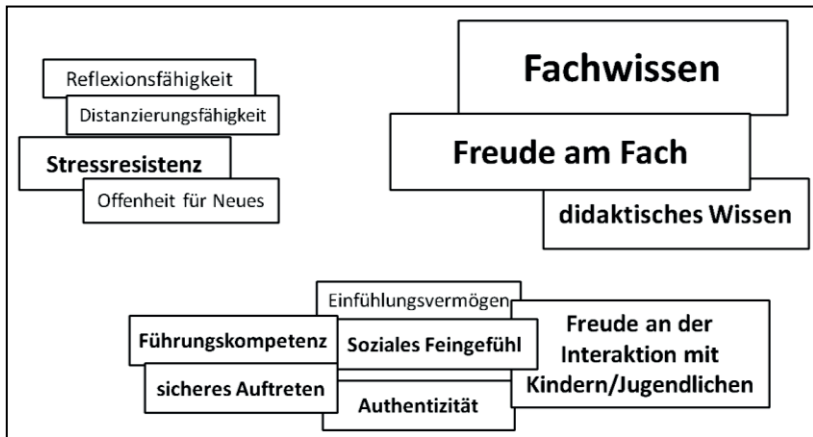 Reflexionsfähigkeit
Distanzierungsfähigkeit
Stressresistenz
Offenheit für Neues
Fachwissen
Freude am Fach
didaktisches Wissen
Einfühlungsvermögen
Führungskompetenz
Soziales Feingefühl
sicheres Auftreten
Authentizität
Freude an der
Interaktion mit
Kindern/Jugendlichen